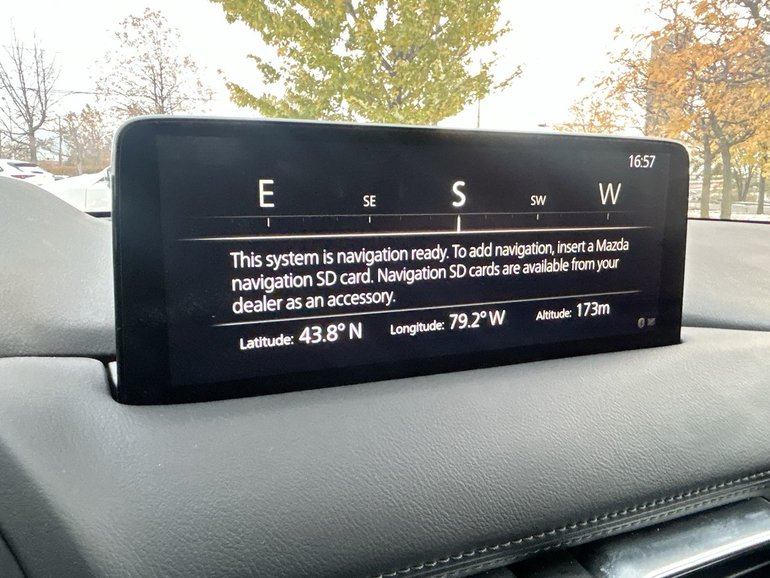 16:57
E SE S SW W
This system is navigation ready. To add navigation, insert a Mazda
navigation SD card. Navigation SD cards are available from your
dealer as an accessory.
Latitude: 43.8° N Longitude: 79.2° W Altitude: 173m